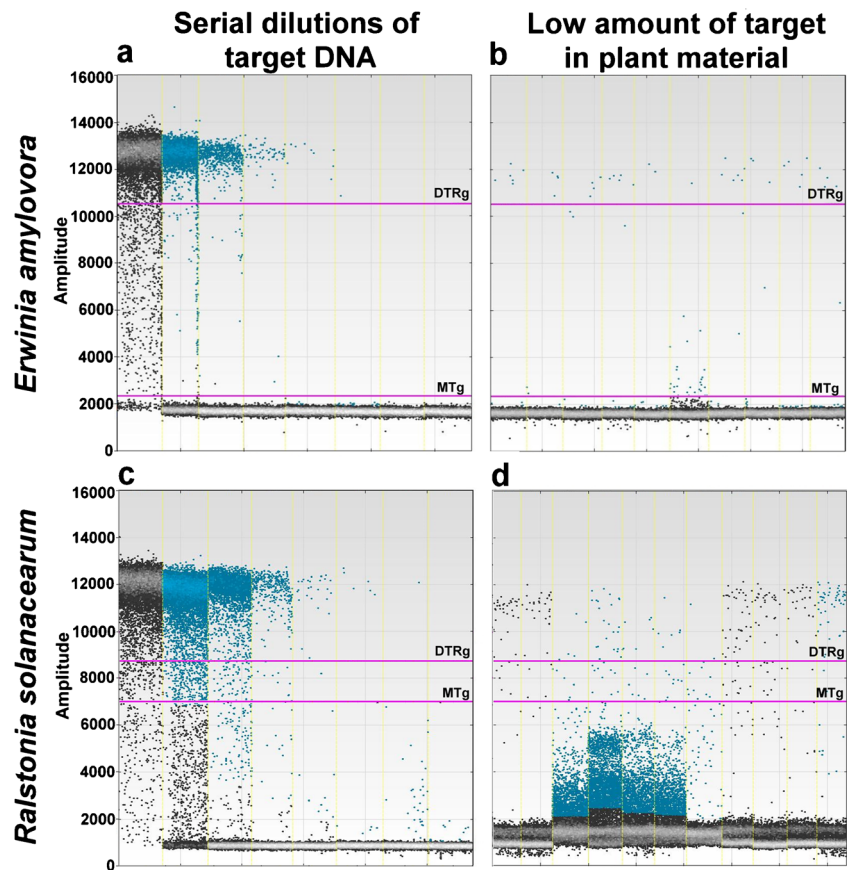 Serial dilutions of
target DNA
Low amount of target
in plant material
a
b
Erwinia amylovora
Amplitude
16000
14000
12000
10000
8000
6000
4000
2000
0
DTRg
MTg
DTRg
MTg
c
d
Ralstonia solanacearum
Amplitude
16000
14000
12000
10000
8000
6000
4000
2000
0
DTRg
MTg
DTRg
MTg